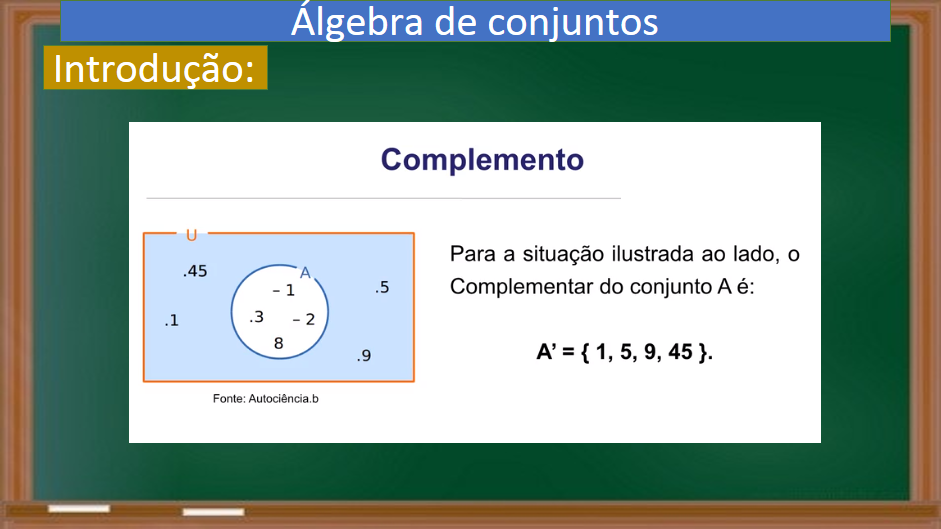 Álgebra de conjuntos
Introdução:
Complemento
U
.45
A
– 1
.5
.3
– 2
.1
8
.9
Fonte: Autociência.b
Para a situação ilustrada ao lado, o
Complementar do conjunto A é:
A’ = { 1, 5, 9, 45 }.